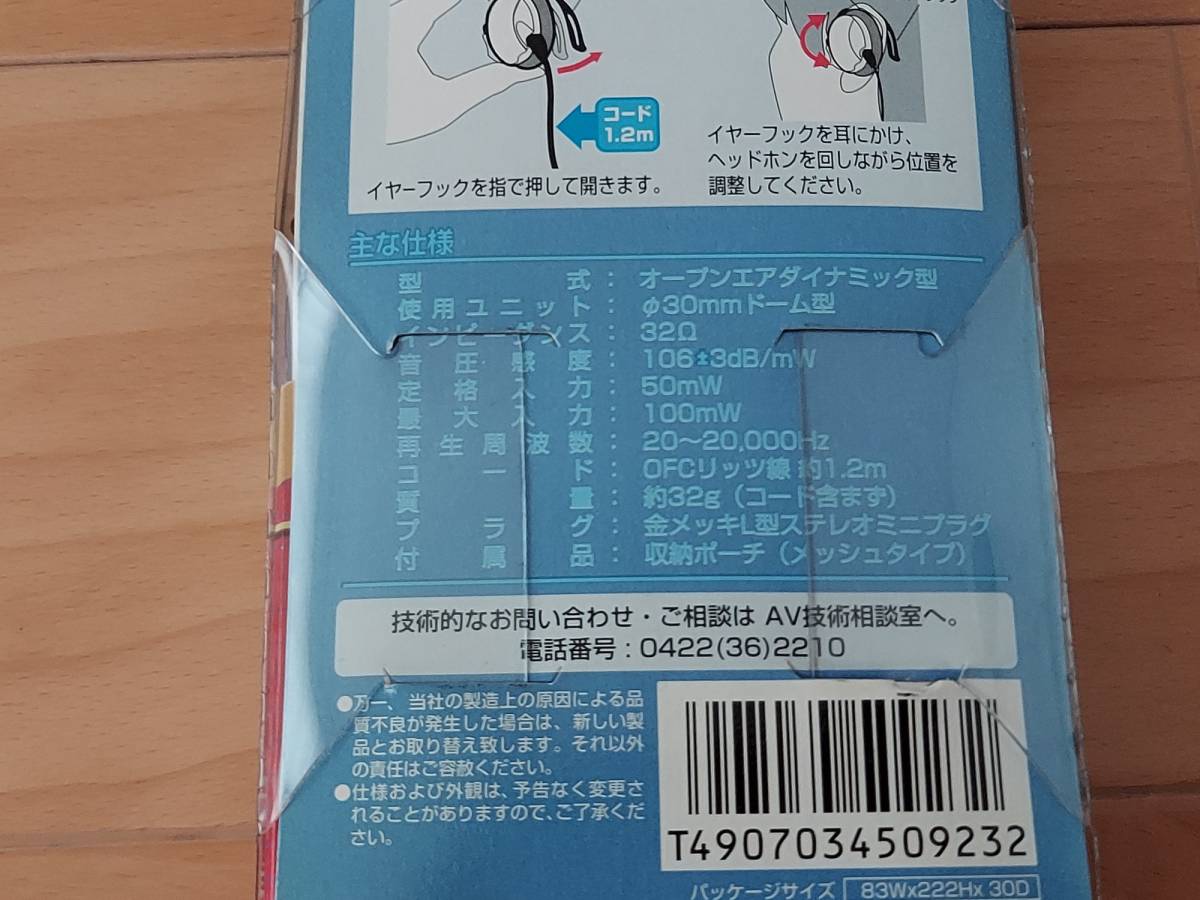 コード
1.2m
イヤーフックを指で押して開きます。
イヤーフックを耳にかけ、
ヘッドホンを回しながら位置を
調整してください。
主な仕様
型式：オープンエアダイナミック型
使用ユニット：φ30mmドーム型
インピーダンス：32Ω
音圧感度：106±3dB/mW
定格入力：50mW
最大入力：100mW
再生周波数：20〜20,000Hz
コード：OFCリッツ線 約1.2m
質量：約32g（コード含まず）
プラグ：金メッキL型ステレオミニプラグ
付属品：収納ポーチ（メッシュタイプ）
技術的なお問い合わせ・ご相談は AV技術相談室へ。
電話番号：0422(36)2210
●万一、当社の製造上の原因による品
質不良が発生した場合は、新しい製
品とお取り替え致します。それ以外
の責任はご容赦ください。
●仕様および外観は、予告なく変更さ
れることがありますので、ご了承くだ
さい。
T4907034509232
パッケージサイズ 83Wx222Hx 30D